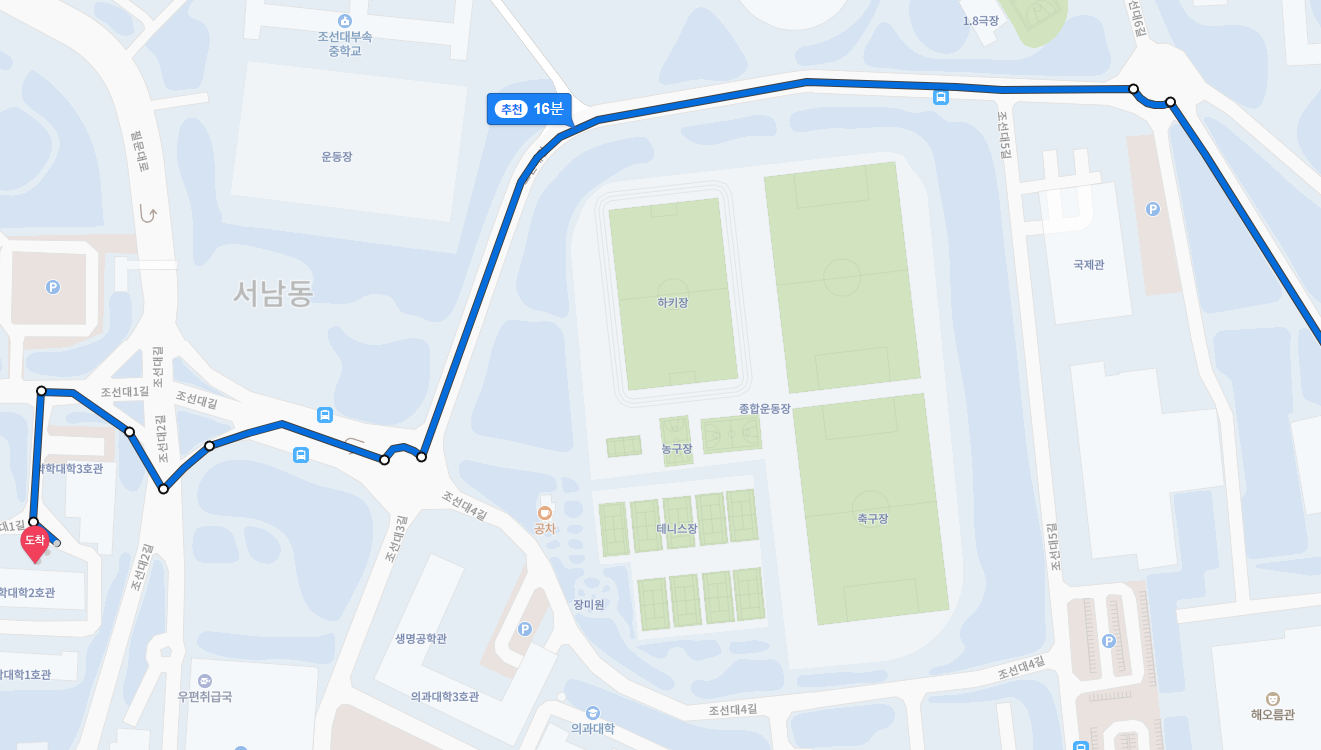 조선대6길
1.8극장
조선대부속
중학교
추천 16분
필문대로
운동장
조선대5길
P
국제관
P
서남동
하키장
조선대길
조선대1길
조선대길
종합운동장
조선대2길
농구장
약학대학3호관
조선대4길
공차
테니스장
축구장
대1길
도착
조선대3길
조선대5길
조선대2길
학대학2호관
장미원
생명공학관
P
P
조선대4길
학대학1호관
우편취급국
의과대학3호관
조선대4길
의과대학
해오름관